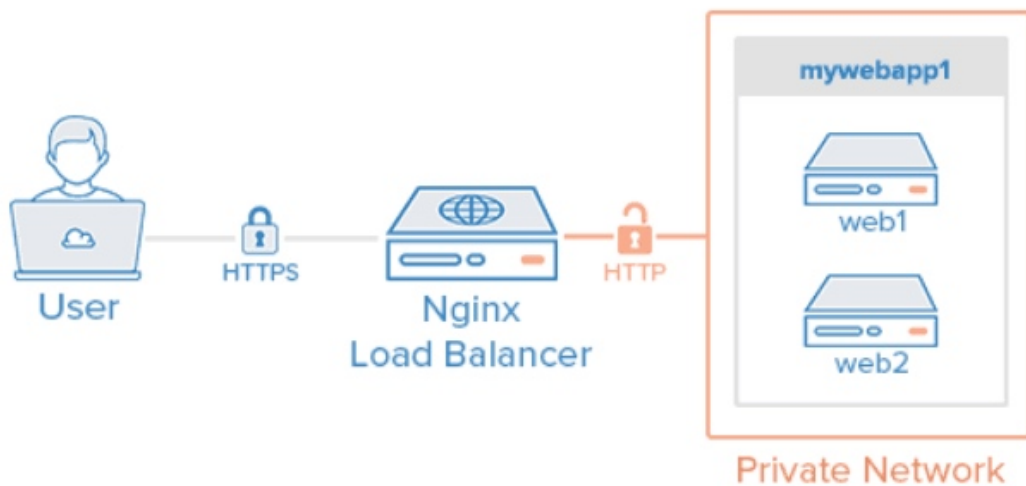 mywebapp1
web1
HTTPS
HTTP
User
Nginx
Load Balancer
web2
Private Network